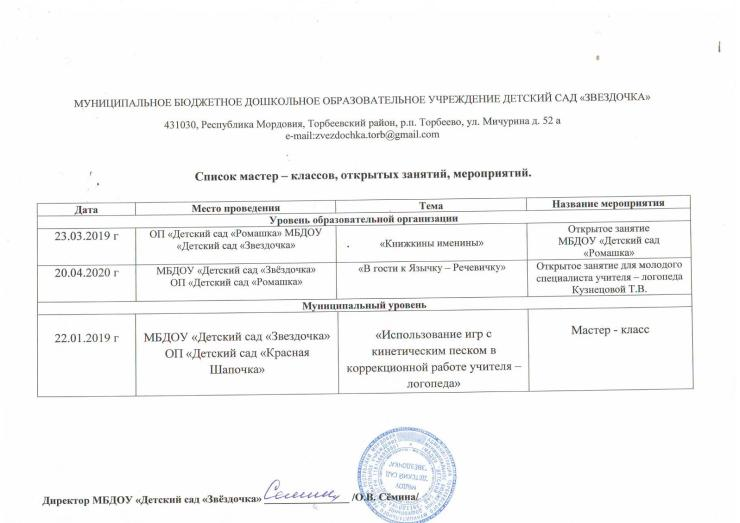 МУНИЦИПАЛЬНОЕ БЮДЖЕТНОЕ ДОШКОЛЬНОЕ ОБРАЗОВАТЕЛЬНОЕ УЧРЕЖДЕНИЕ ДЕТСКИЙ САД «ЗВЕЗДОЧКА»
431030, Республика Мордовия, Торбеевский район, р.п. Торбеево, ул. Мичурина д. 52 а
e-mail:zvezdochka.torb@gmail.com
Список мастер – классов, открытых занятий, мероприятий.
Дата Место проведения Тема Название мероприятия
Уровень образовательной организации
23.03.2019 г
ОП «Детский сад «Ромашка» МБДОУ
«Детский сад «Звездочка»
«Книжкины именины»
Открытое занятие
МБДОУ «Детский сад
«Ромашка»
20.04.2020 г
МБДОУ «Детский сад «Звёздочка»
ОП «Детский сад «Ромашка»
«В гости к Язычку – Речевичку»
Открытое занятие для молодого
специалиста учителя – логопеда
Кузнецовой Т.В.
Муниципальный уровень
22.01.2019 г
МБДОУ «Детский сад «Звездочка»
ОП «Детский сад «Красная
Шапочка»
«Использование игр с
кинетическим песком в
коррекционной работе учителя –
логопеда»
Мастер - класс
Директор МБДОУ «Детский сад «Звёздочка» /О.В. Сёмина/
МБДОУ
"ДЕТСКИЙ САД
"ЗВЕЗДОЧКА"